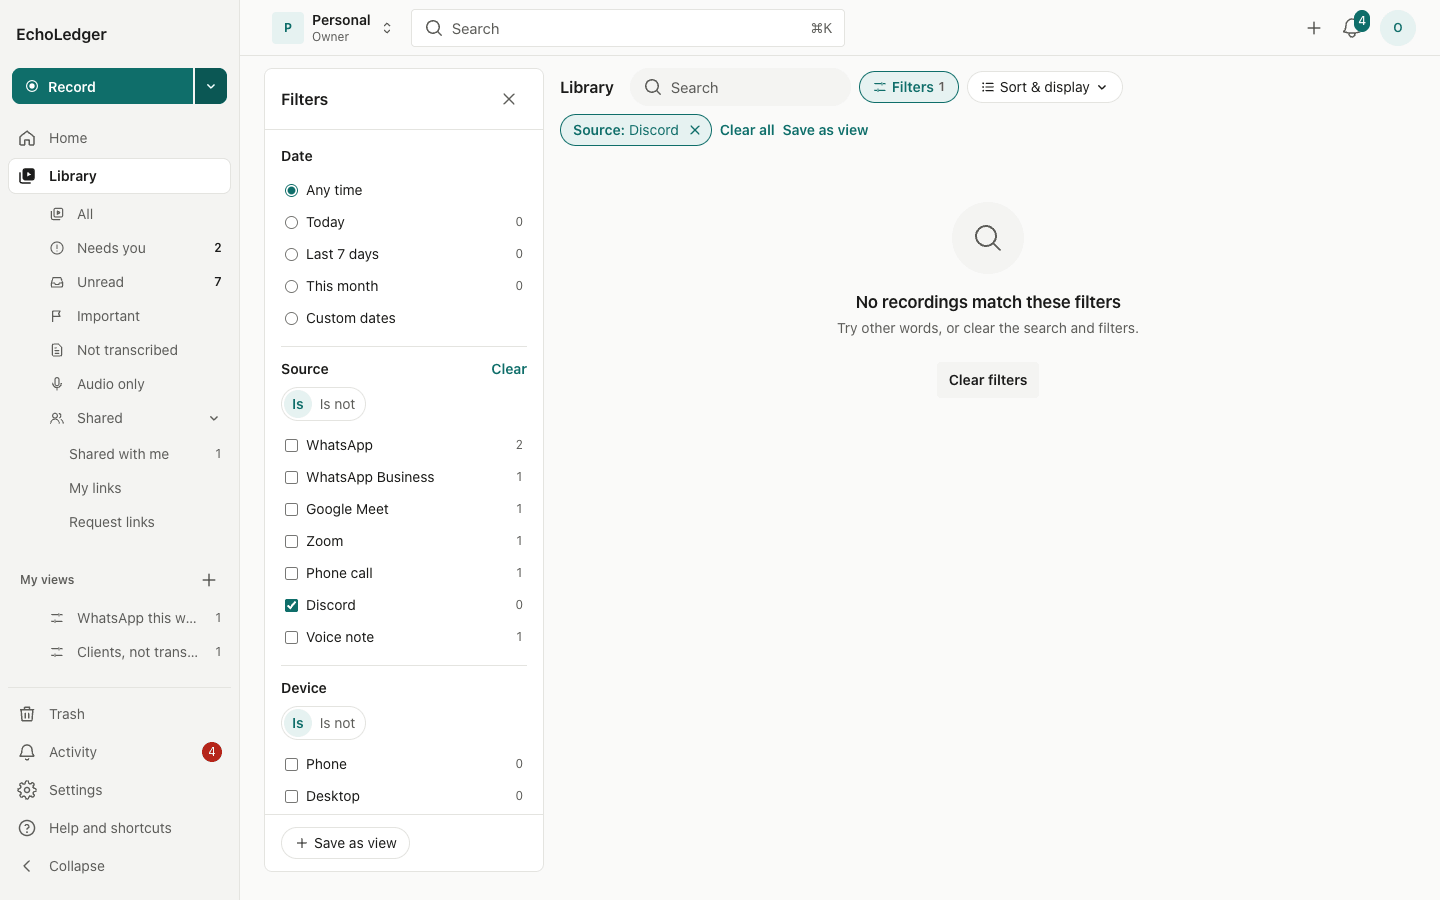 EchoLedger
Record
Home
Library
All
Needs you 2
Unread 7
Important
Not transcribed
Audio only
Shared
Shared with me 1
My links
Request links
My views
WhatsApp this w... 1
Clients, not trans... 1
Trash
Activity 4
Settings
Help and shortcuts
Collapse
P Personal
Owner
Search ⌘K
4
O
Filters
Date
Any time
Today 0
Last 7 days 0
This month 0
Custom dates
Source Clear
Is Is not
WhatsApp 2
WhatsApp Business 1
Google Meet 1
Zoom 1
Phone call 1
Discord 0
Voice note 1
Device
Is Is not
Phone 0
Desktop 0
Save as view
Library Search Filters 1 Sort & display
Source: Discord Clear all Save as view
No recordings match these filters
Try other words, or clear the search and filters.
Clear filters